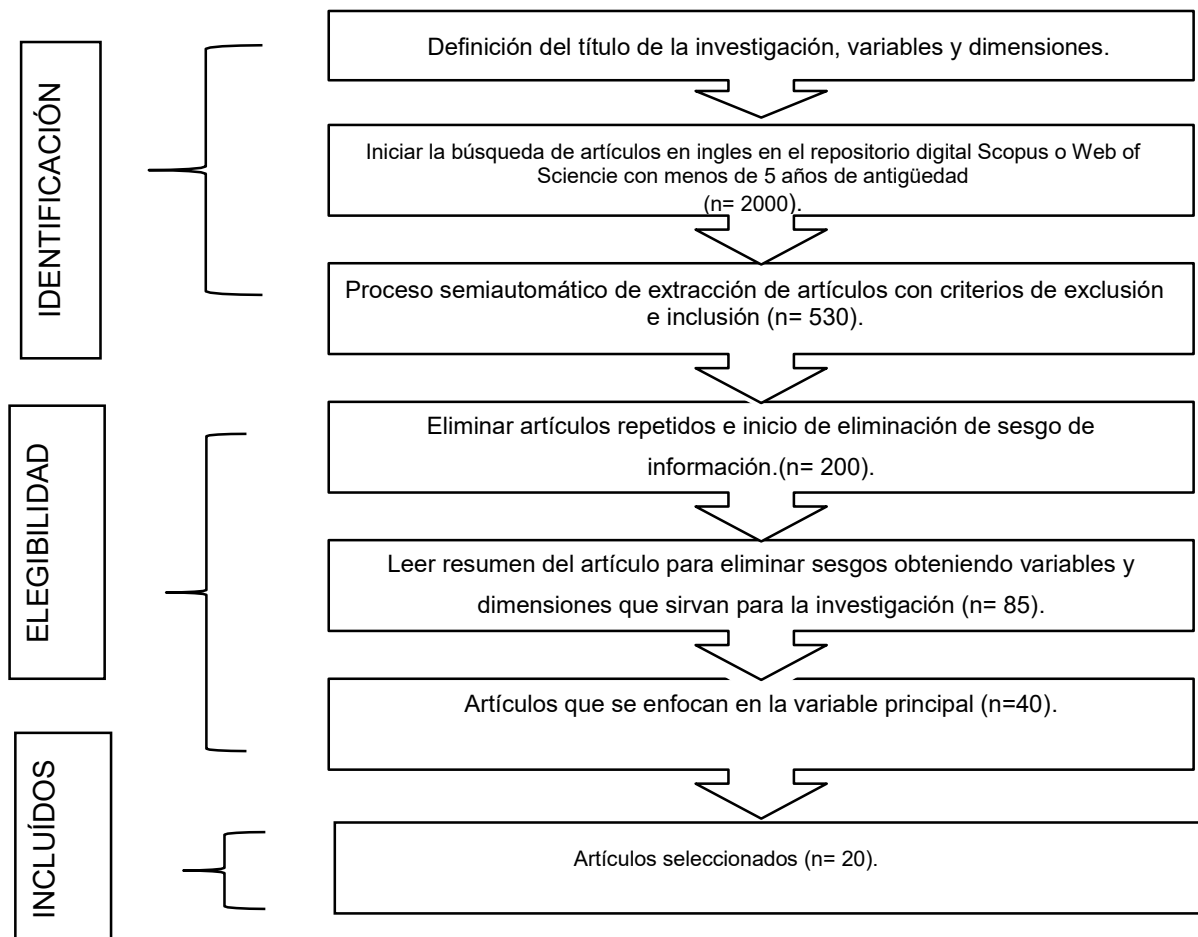 IDENTIFICACIÓN
Definición del título de la investigación, variables y dimensiones.
Iniciar la búsqueda de artículos en ingles en el repositorio digital Scopus o Web of
Sciencie con menos de 5 años de antigüedad
(n= 2000).
Proceso semiautomático de extracción de artículos con criterios de exclusión
e inclusión (n= 530).
ELEGIBILIDAD
Eliminar artículos repetidos e inicio de eliminación de sesgo de
información.(n= 200).
Leer resumen del artículo para eliminar sesgos obteniendo variables y
dimensiones que sirvan para la investigación (n= 85).
Artículos que se enfocan en la variable principal (n=40).
INCLUÍDOS
Artículos seleccionados (n= 20).